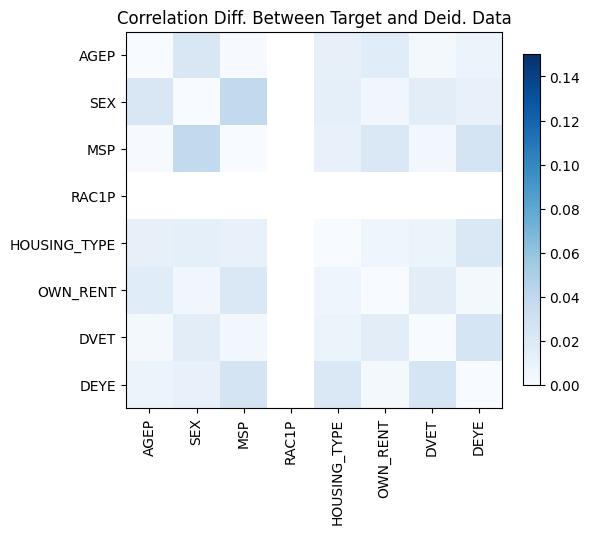 Correlation Diff. Between Target and Deid. Data
AGEP
SEX
MSP
RAC1P
HOUSING_TYPE
OWN_RENT
DVET
DEYE
AGEP
SEX
MSP
RAC1P
HOUSING_TYPE
OWN_RENT
DVET
DEYE
0.14
0.12
0.10
0.08
0.06
0.04
0.02
0.00